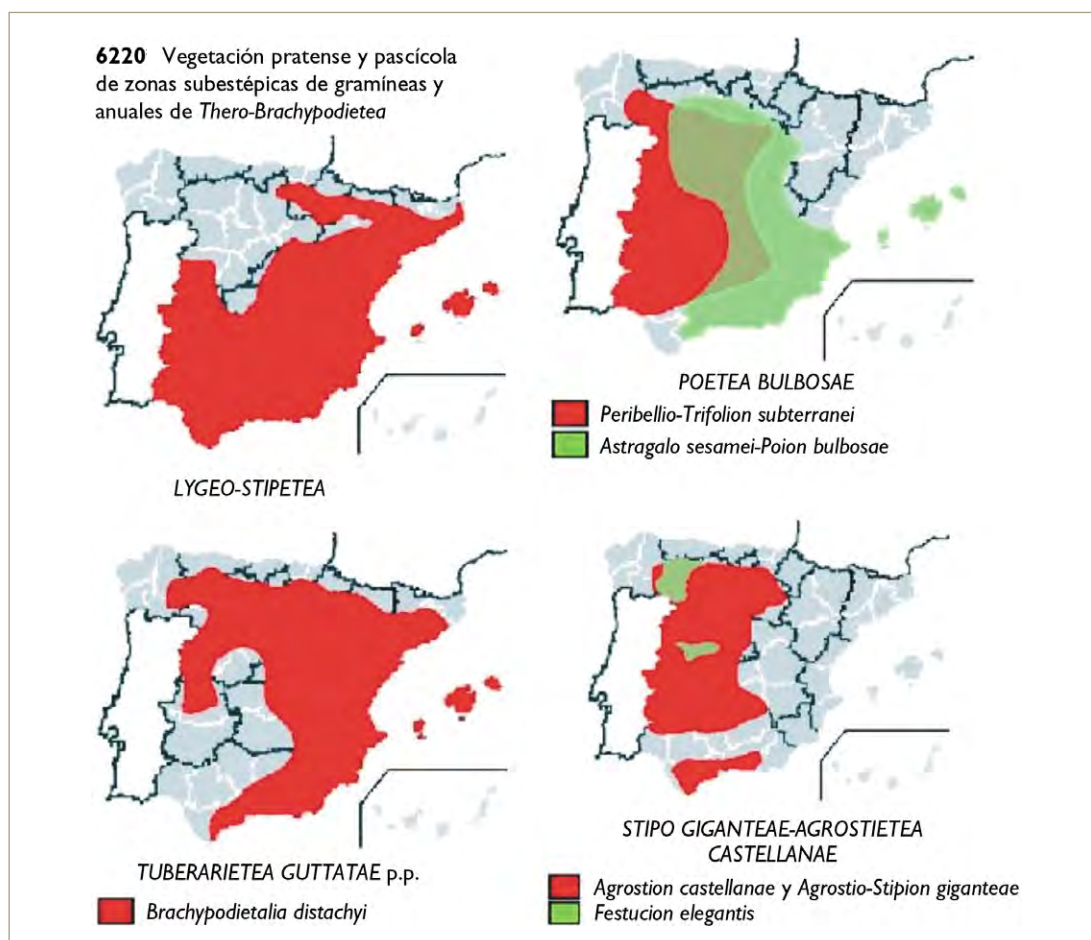 6220 Vegetación pratense y pascícola
de zonas subestépicas de gramíneas y
anuales de Thero-Brachypodietea
LYGEO-STIPETEA
POETEA BULBOSAE
Peribellio-Trifolion subterranei
Astragalo sesamei-Poion bulbosae
TUBERARIETEA GUTTATAE p.p.
Brachypodietalia distachyi
STIPO GIGANTEAE-AGROSTIETEA
CASTELLANAE
Agrostion castellanae y Agrostio-Stipion giganteae
Festucion elegantis